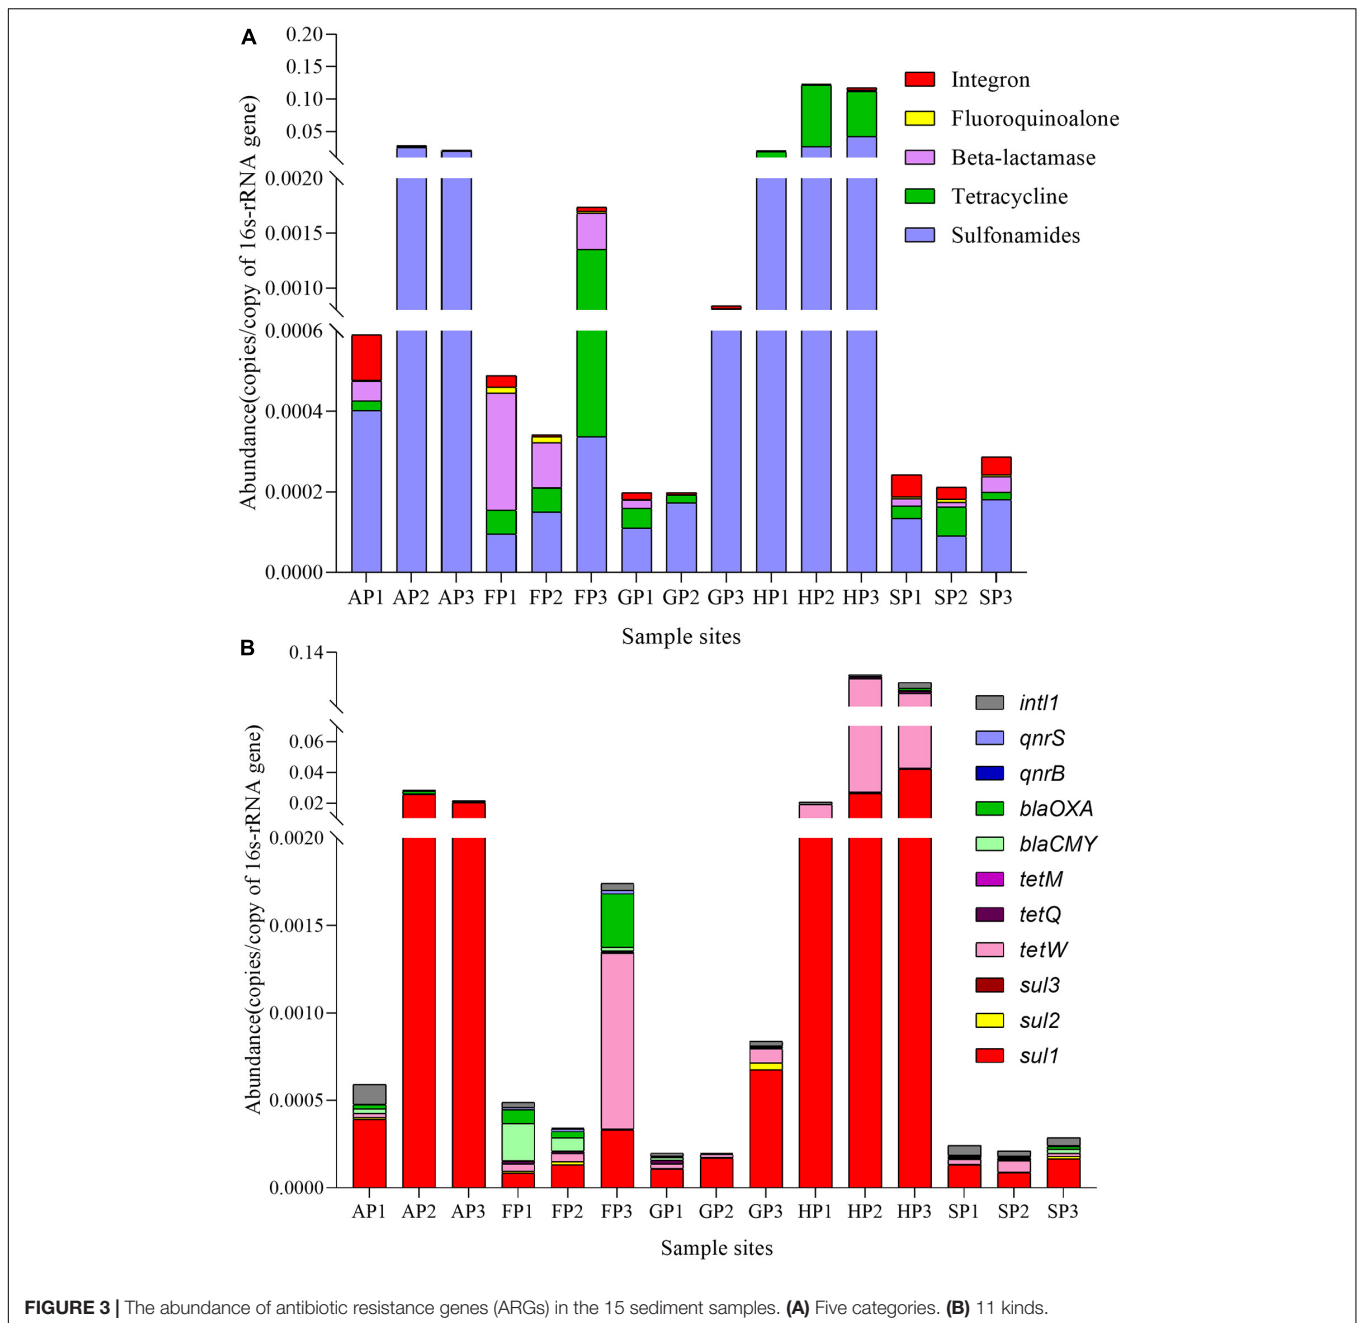 A
Abundance(copies/copy of 16s-rRNA gene)
0.20
0.15
0.10
0.05
0.0020
0.0015
0.0010
0.0006
0.0004
0.0002
0.0000
Integron
Fluoroquinoalone
Beta-lactamase
Tetracycline
Sulfonamides
AP1 AP2 AP3 FP1 FP2 FP3 GP1 GP2 GP3 HP1 HP2 HP3 SP1 SP2 SP3
Sample sites
B
Abundance(copies/copy of 16s-rRNA gene)
0.14
0.06
0.04
0.02
0.0020
0.0015
0.0010
0.0005
0.0000
intI1
qnrS
qnrB
blaOXA
blaCMY
tetM
tetQ
tetW
sul3
sul2
sul1
AP1 AP2 AP3 FP1 FP2 FP3 GP1 GP2 GP3 HP1 HP2 HP3 SP1 SP2 SP3
Sample sites
FIGURE 3 | The abundance of antibiotic resistance genes (ARGs) in the 15 sediment samples. (A) Five categories. (B) 11 kinds.